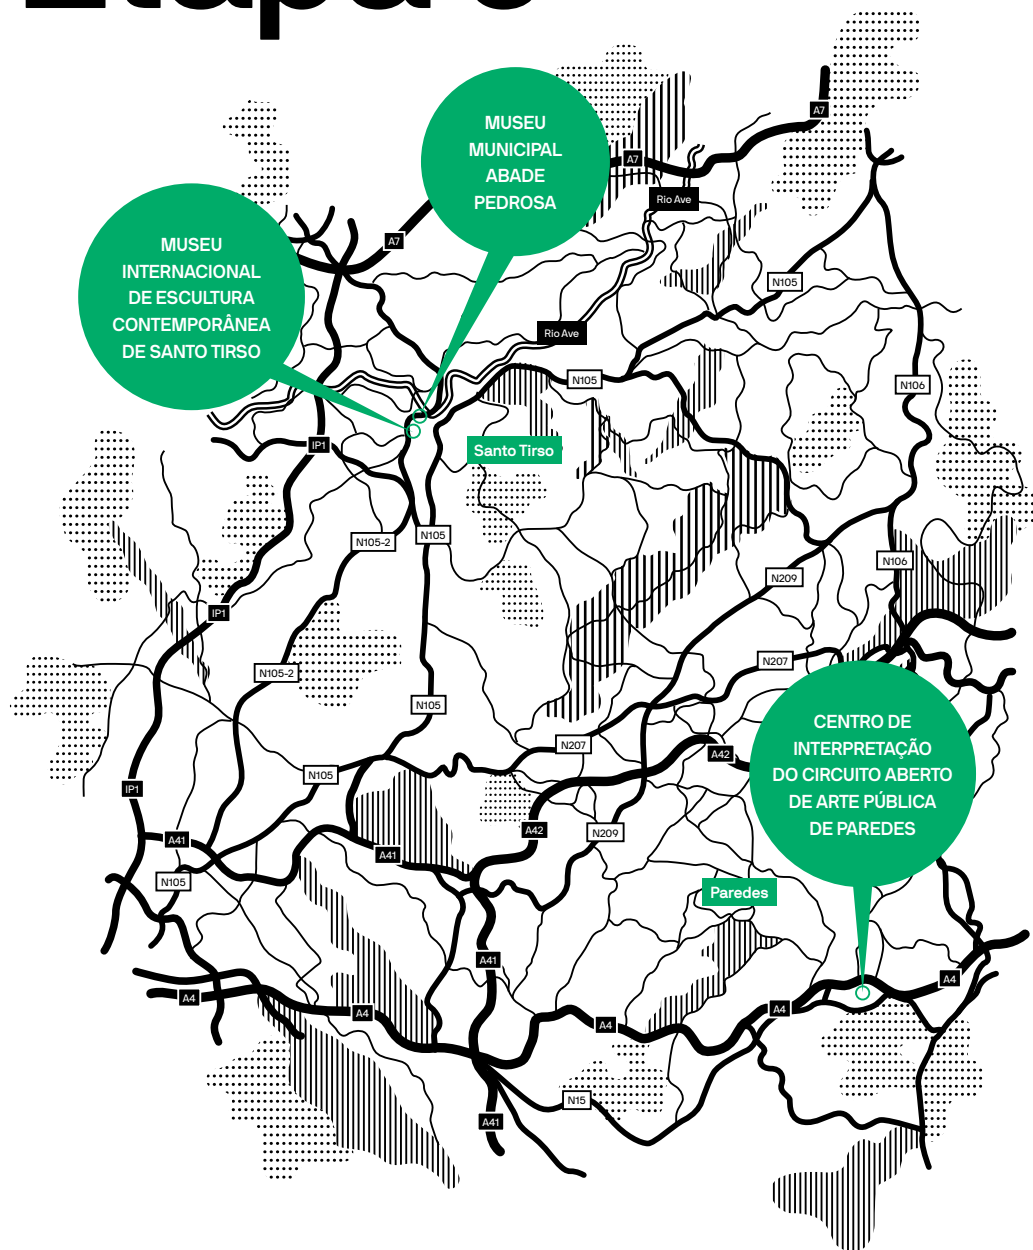 A7
A7
MUSEU
MUNICIPAL
ABADE
PEDROSA
Rio Ave
A7
MUSEU
INTERNACIONAL
DE ESCULTURA
CONTEMPORÂNEA
DE SANTO TIRSO
N105
Rio Ave
N105
N106
IP1
Santo Tirso
N105-2
N105
N106
N209
IP1
N207
N105-2
N105
CENTRO DE
INTERPRETAÇÃO
DO CIRCUITO ABERTO
DE ARTE PÚBLICA
DE PAREDES
N207
A42
N105
IP1
A42
N209
A41
A41
N105
Paredes
A41
A4
A4
A4
A4
A4
N15
A41